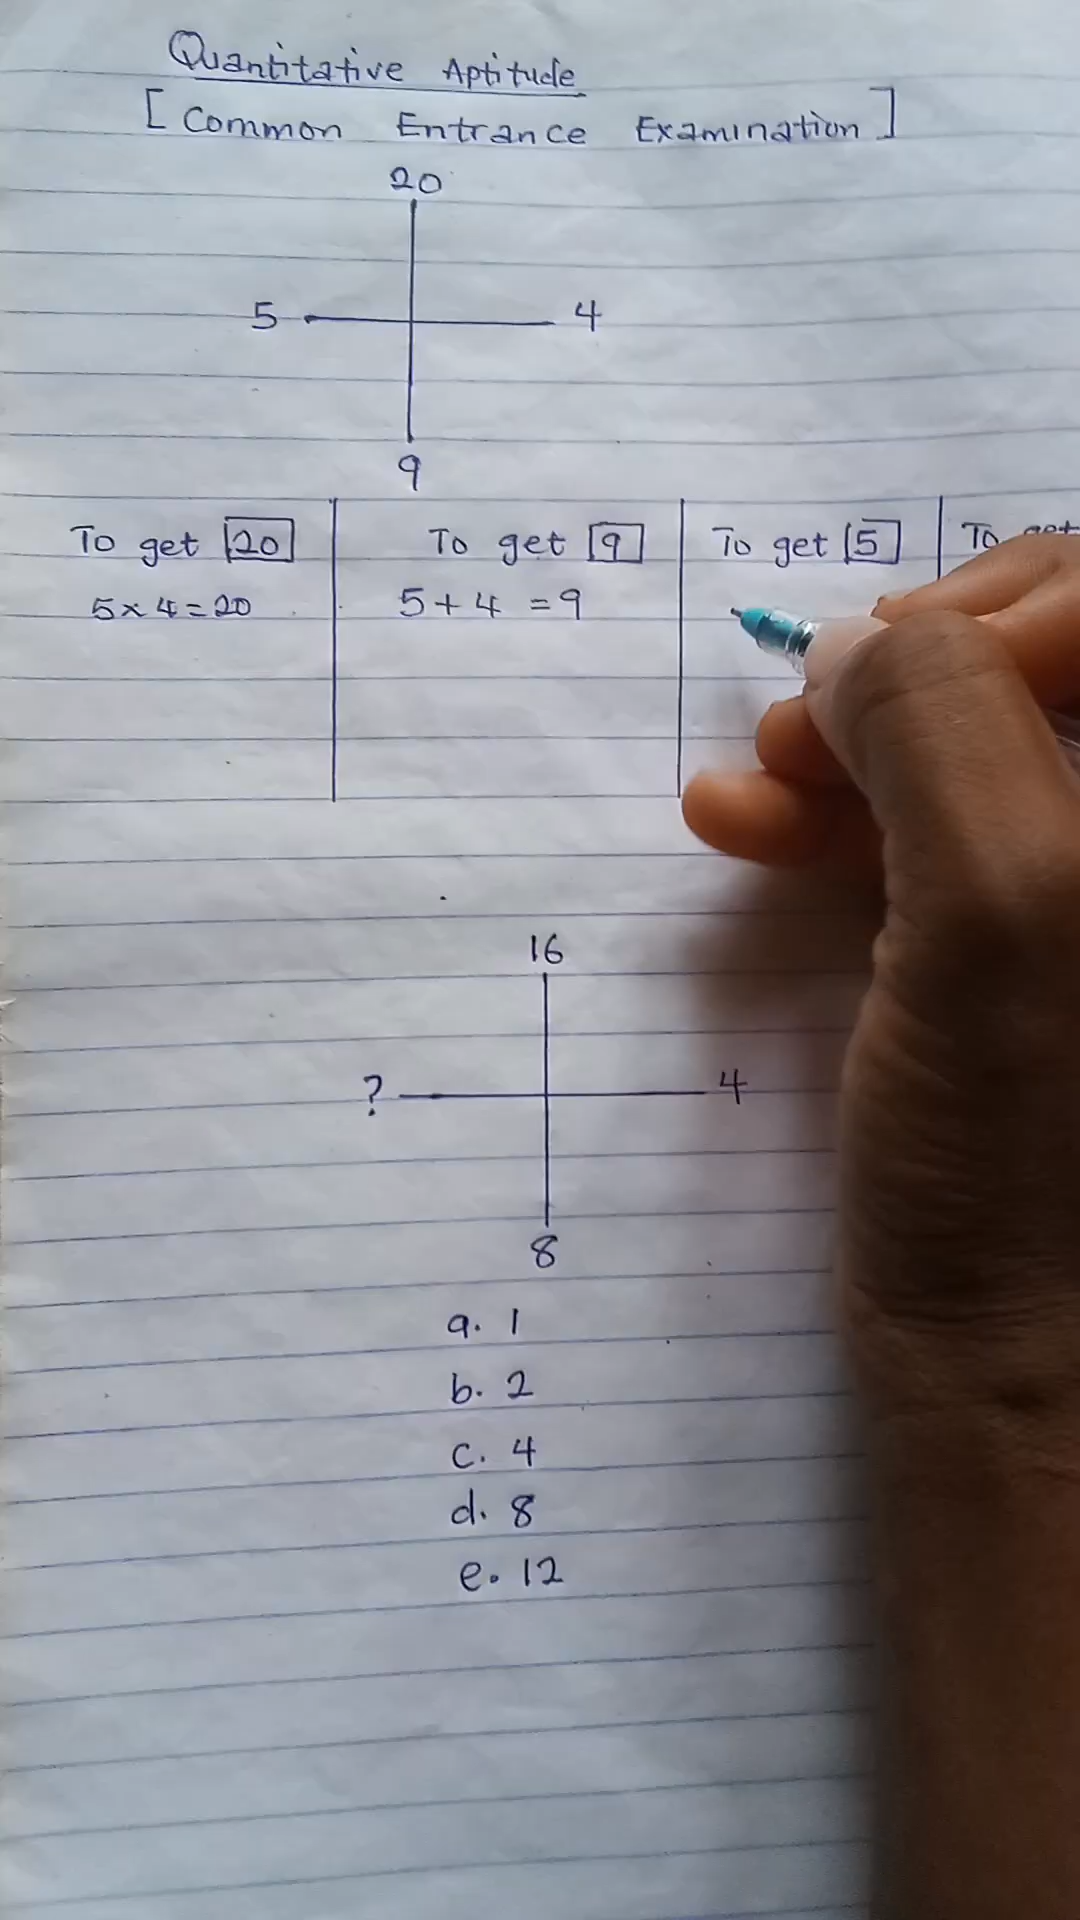 Quantitative Aptitude
[Common Entrance Examination]
20
5 4
9
To get 20 To get 9 To get 5 To get
5 × 4 = 20 5 + 4 = 9
16
? 4
8
a. 1
b. 2
c. 4
d. 8
e. 12